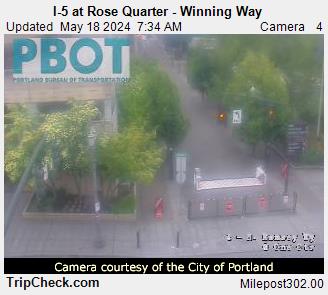 I-5 at Rose Quarter - Winning Way
Updated May 18 2024 7:34 AM Camera 4
PBOT
PORTLAND BUREAU OF TRANSPORTATION
Camera courtesy of the City of Portland
TripCheck.com Milepost302.00